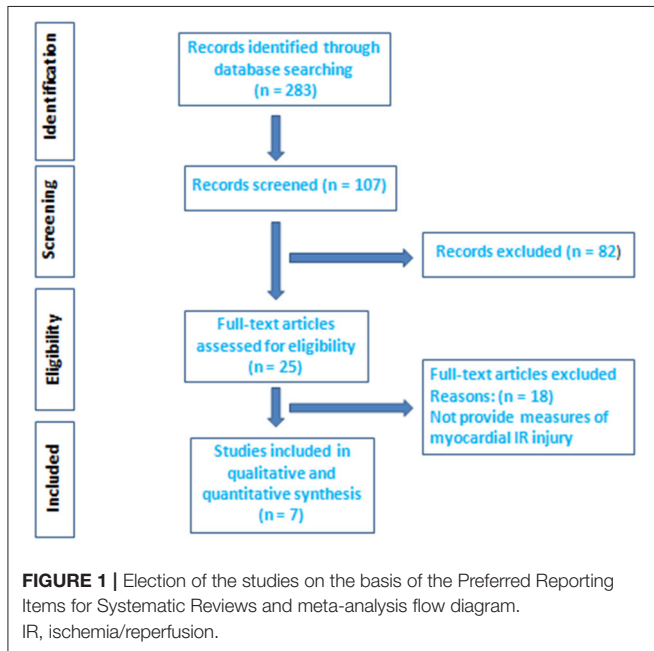 Identification
Records identified through
database searching
(n = 283)
Screening
Records screened (n = 107)
Records excluded (n = 82)
Eligibility
Full-text articles
assessed for eligibility
(n = 25)
Full-text articles excluded
Reasons: (n = 18)
Not provide measures of
myocardial IR injury
Included
Studies included in
qualitative and
quantitative synthesis
(n = 7)
FIGURE 1 | Election of the studies on the basis of the Preferred Reporting
Items for Systematic Reviews and meta-analysis flow diagram.
IR, ischemia/reperfusion.